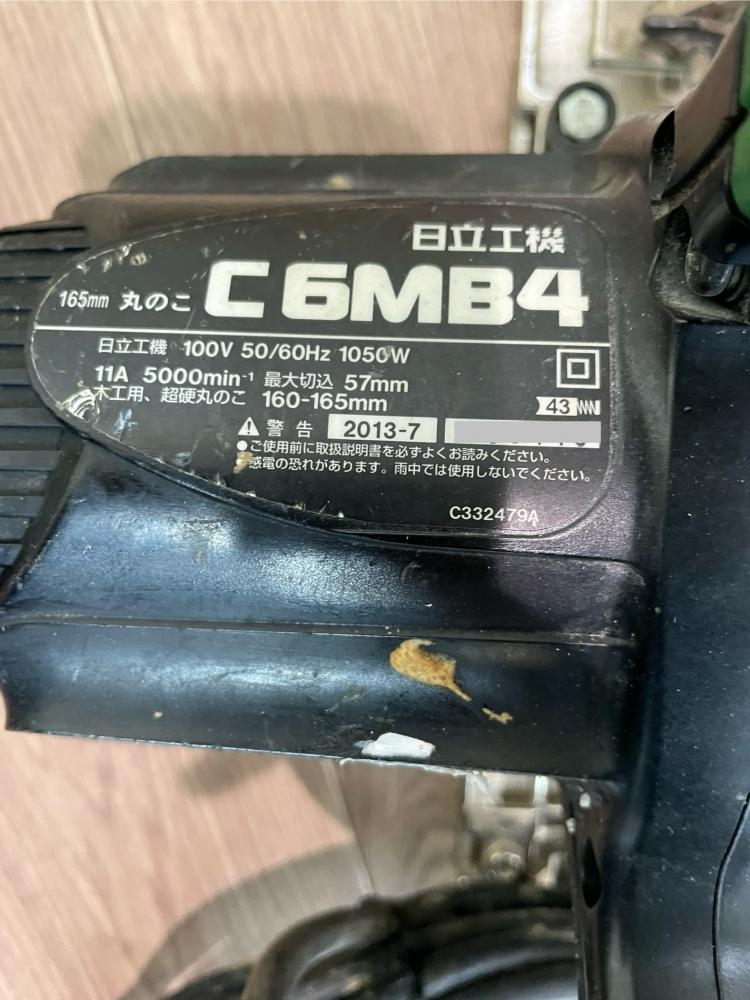 日立工機
165mm 丸のこ C6MB4
日立工機 100V 50/60Hz 1050W
11A 5000min⁻¹ 最大切込 57mm
木工用、超硬丸のこ 160-165mm
43
警告 2013-7
●ご使用前に取扱説明書を必ずよくお読みください。
感電の恐れがあります。雨中では使用しないでください。
C332479A